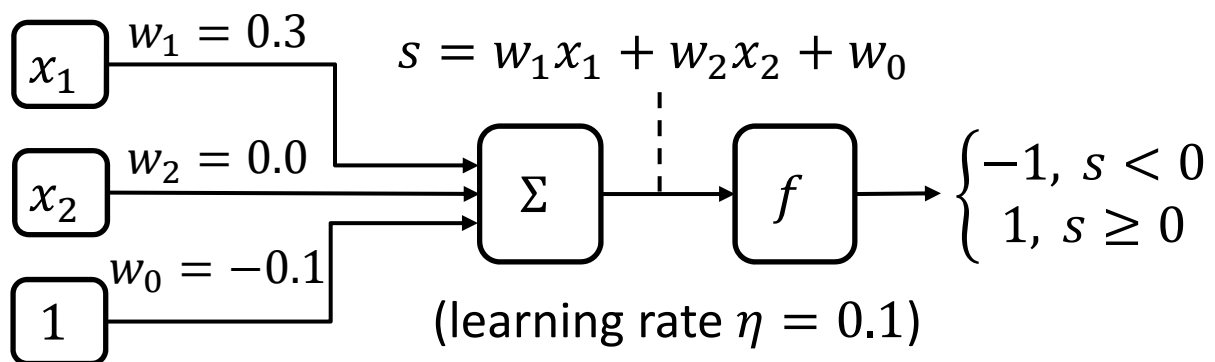 w₁ = 0.3
x₁
s = w₁x₁ + w₂x₂ + w₀
w₂ = 0.0
x₂
Σ
f
−1, s < 0
1, s ≥ 0
w₀ = −0.1
1
(learning rate η = 0.1)